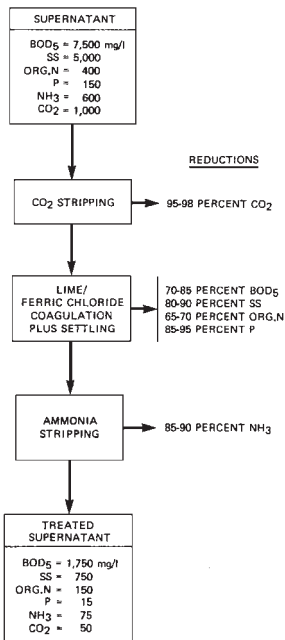 SUPERNATANT
BOD5 = 7,500 mg/l
SS = 5,000
ORG.N = 400
P = 150
NH3 = 600
CO2 = 1,000
REDUCTIONS
CO2 STRIPPING
95-98 PERCENT CO2
LIME/
FERRIC CHLORIDE
COAGULATION
PLUS SETTLING
70-85 PERCENT BOD5
80-90 PERCENT SS
65-70 PERCENT ORG.N
85-95 PERCENT P
AMMONIA
STRIPPING
85-90 PERCENT NH3
TREATED
SUPERNATANT
BOD5 = 1,750 mg/l
SS = 750
ORG.N = 150
P = 15
NH3 = 75
CO2 = 50